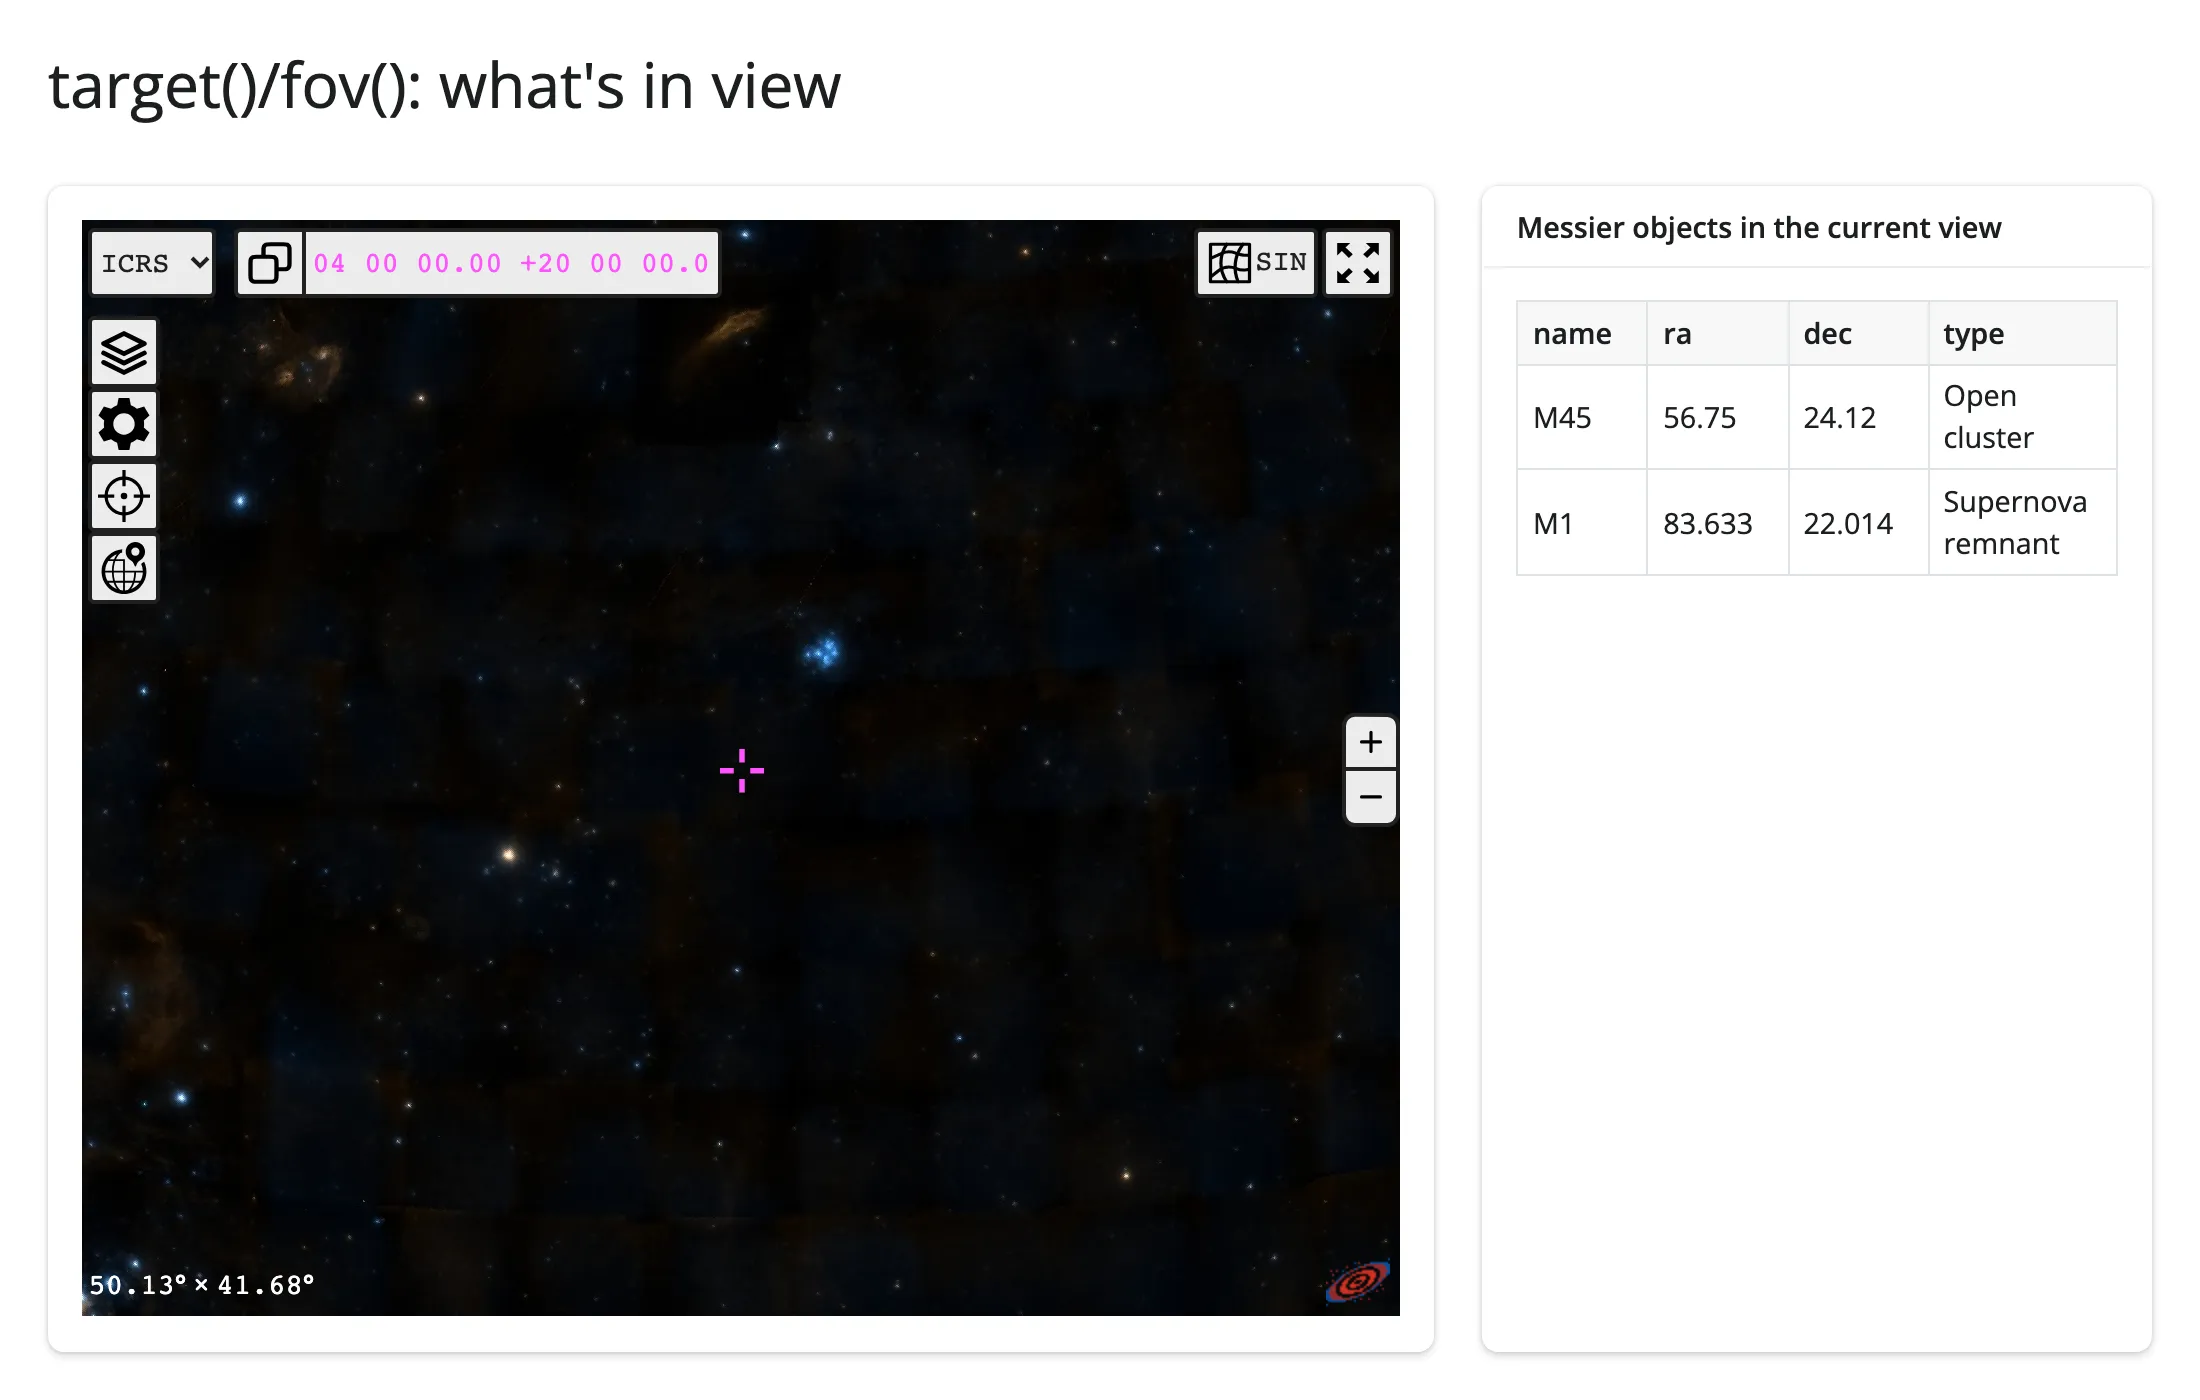 target()/fov(): what's in view
ICRS
04 00 00.00 +20 00 00.0
SIN
+
−
50.13° × 41.68°
Messier objects in the current view
name ra dec type
M45 56.75 24.12 Open cluster
M1 83.633 22.014 Supernova remnant